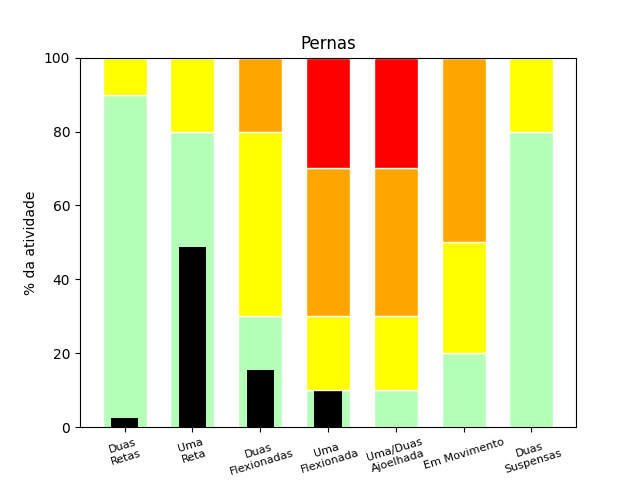 Pernas
% da atividade
100
80
60
40
20
0
Duas
Retas
Uma
Reta
Duas
Flexionadas
Uma
Flexionada
Uma/Duas
Ajoelhada
Em Movimento
Duas
Suspensas